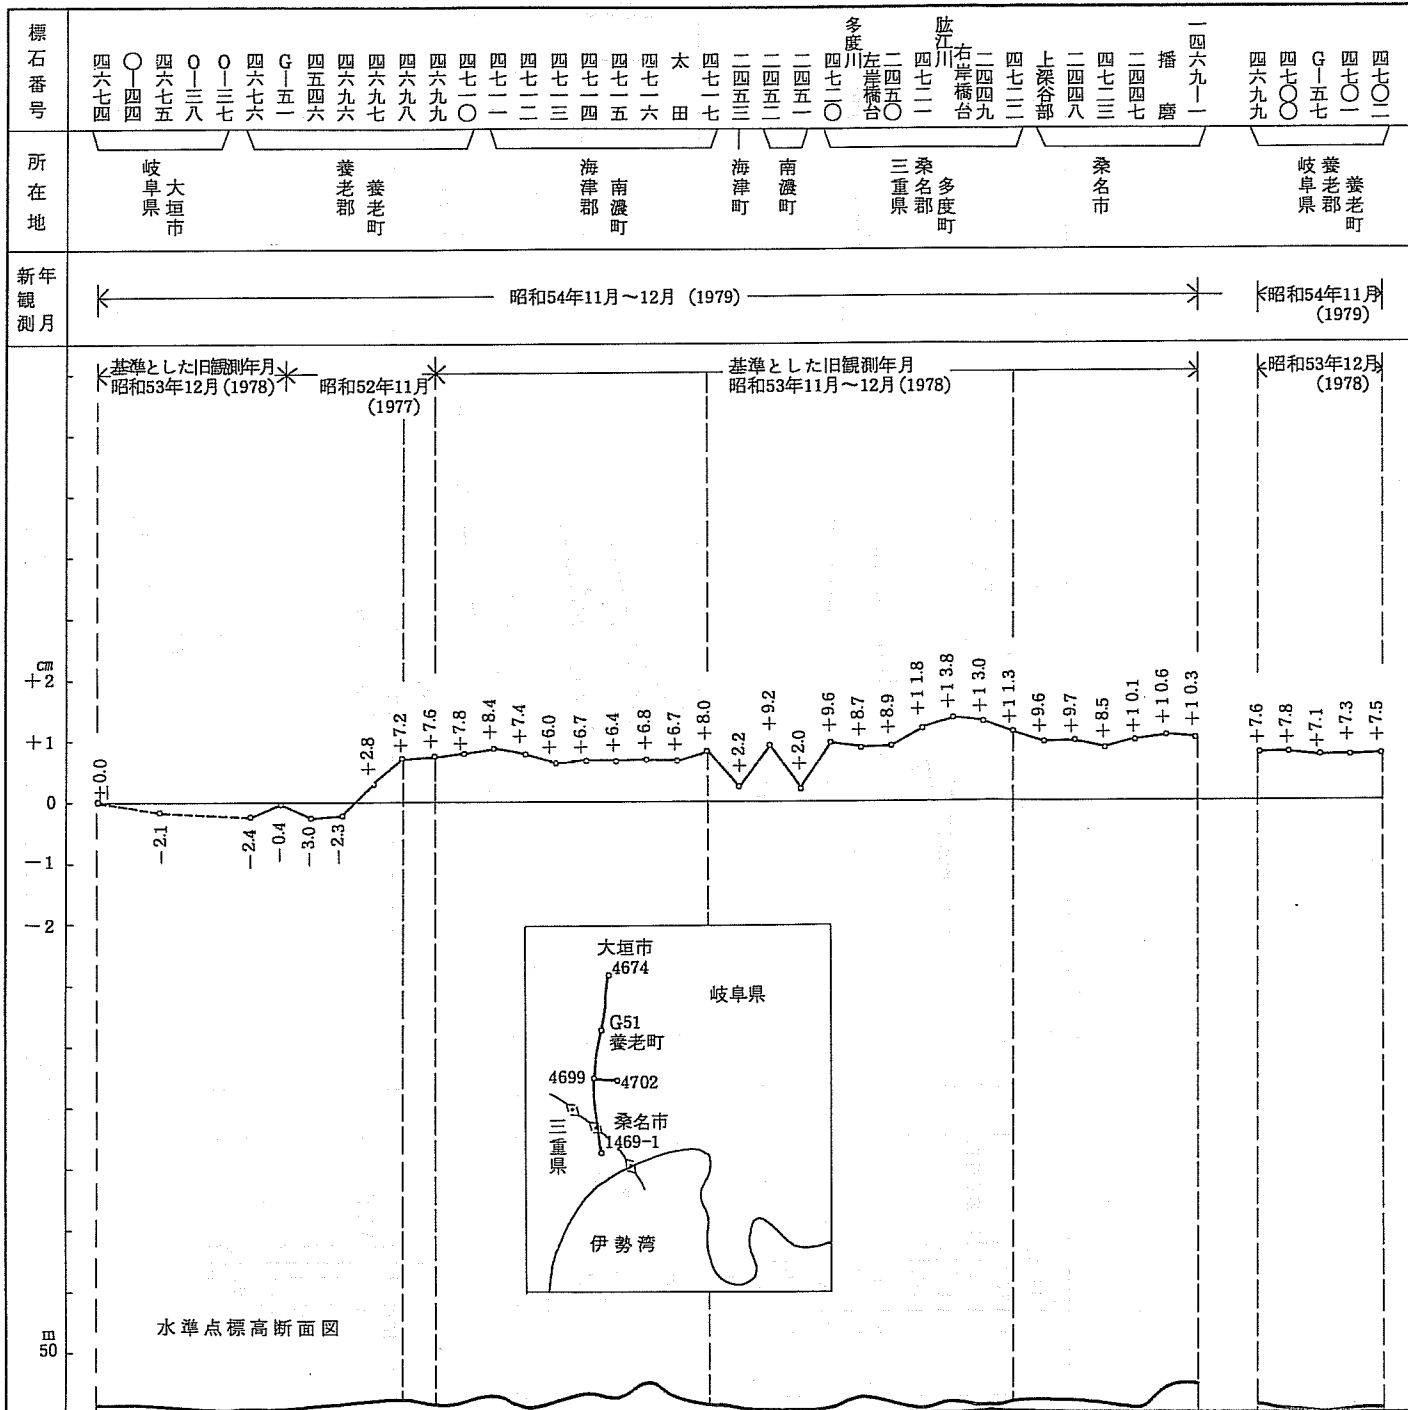 標石番号
四六七四
〇―四四
四六七五
O―三八
O―三七
四六七六
G―五一
四五四六
四六九六
四六九七
四六九八
四六九九
四七一〇
四七一一
四七一二
四七一三
四七一四
四七一五
四七一六
太田
四七一七
二四五三
二四五二
二四五一
四七二〇
多度川
左岸橋台
二四五〇
四七二一
肱江川
右岸橋台
二四四九
四七二二
上深谷部
二四四八
四七二三
二四四七
播磨
一四六九―一
四六九九
四七〇〇
G―五七
四七〇一
四七〇二
所在地
岐阜県
大垣市
養老郡
養老町
海津郡
南濃町
海津町
南濃町
三重県
桑名郡
多度町
桑名市
岐阜県
養老郡
養老町
新観測年月
昭和54年11月~12月 (1979)
昭和54年11月
(1979)
基準とした旧観測年月
昭和53年12月(1978)
昭和52年11月
(1977)
基準とした旧観測年月
昭和53年11月~12月(1978)
昭和53年12月
(1978)
cm
+2
+1
0
−1
−2
±0.0
−2.1
−2.4
−0.4
−3.0
−2.3
+2.8
+7.2
+7.6
+7.8
+8.4
+7.4
+6.0
+6.7
+6.4
+6.8
+6.7
+8.0
+2.2
+9.2
+2.0
+9.6
+8.7
+8.9
+11.8
+13.8
+13.0
+11.3
+9.6
+9.7
+8.5
+10.1
+10.6
+10.3
+7.6
+7.8
+7.1
+7.3
+7.5
大垣市
4674
岐阜県
G51
養老町
4699
4702
桑名市
1469-1
三重県
伊勢湾
水準点標高断面図
m
50